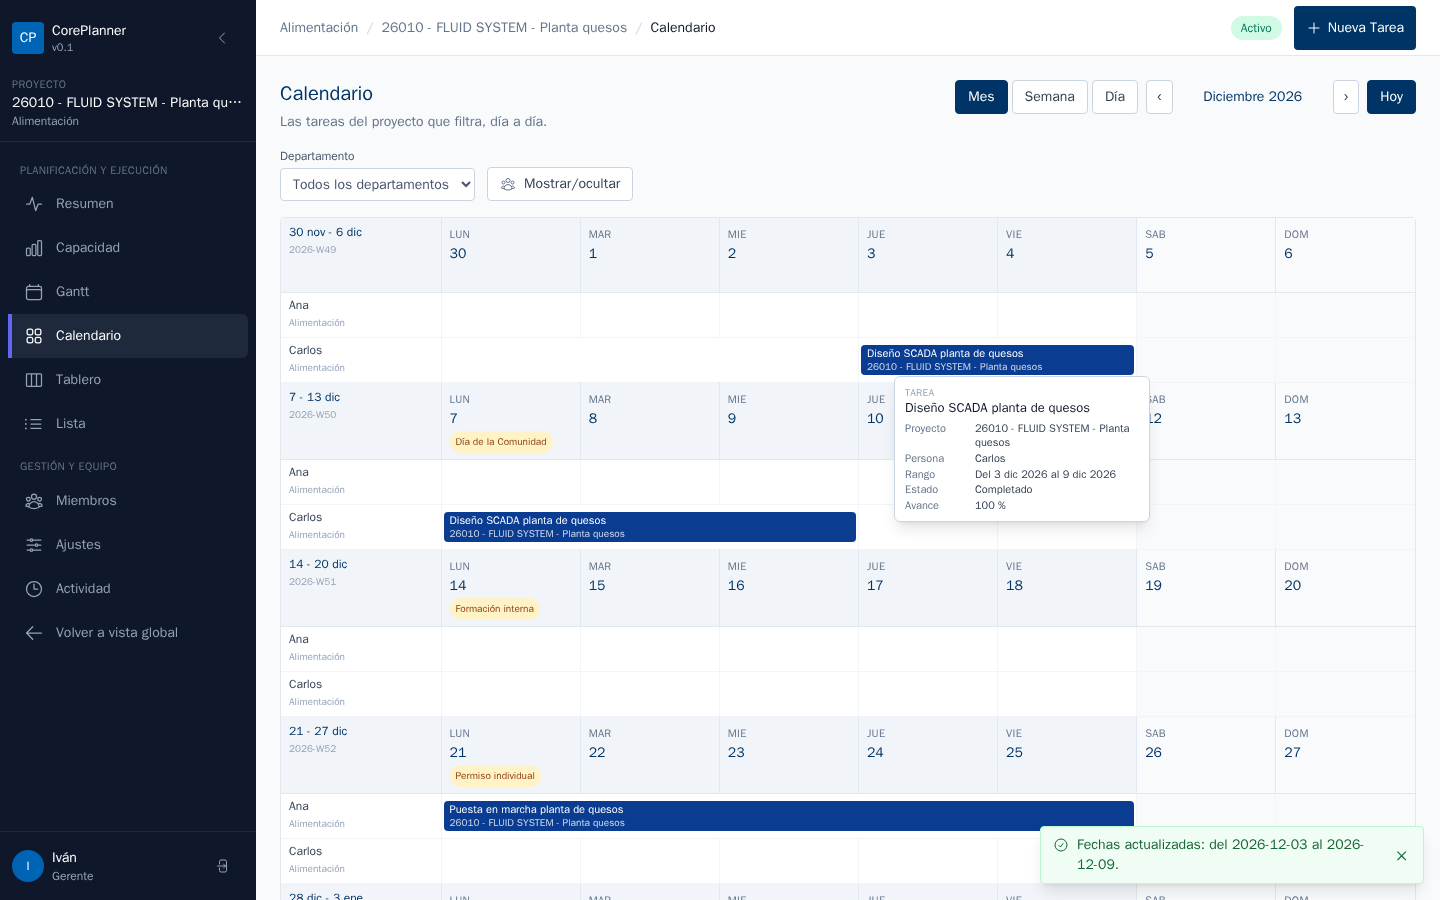 CP
CorePlanner
v0.1
PROYECTO
26010 - FLUID SYSTEM - Planta qu···
Alimentación
PLANIFICACIÓN Y EJECUCIÓN
Resumen
Capacidad
Gantt
Calendario
Tablero
Lista
GESTIÓN Y EQUIPO
Miembros
Ajustes
Actividad
Volver a vista global
I
Iván
Gerente
Alimentación / 26010 - FLUID SYSTEM - Planta quesos / Calendario
Activo
Nueva Tarea
Calendario
Las tareas del proyecto que filtra, día a día.
Mes Semana Día ‹ Diciembre 2026 › Hoy
Departamento
Todos los departamentos
Mostrar/ocultar
30 nov - 6 dic LUN MAR MIE JUE VIE SAB DOM
2026-W49 30 1 2 3 4 5 6
Ana
Alimentación
Carlos
Alimentación
Diseño SCADA planta de quesos
26010 - FLUID SYSTEM - Planta quesos
7 - 13 dic LUN MAR MIE JUE SAB DOM
2026-W50 7 8 9 10 12 13
Día de la Comunidad
TAREA
Diseño SCADA planta de quesos
Proyecto 26010 - FLUID SYSTEM - Planta
quesos
Persona Carlos
Rango Del 3 dic 2026 al 9 dic 2026
Estado Completado
Avance 100 %
Ana
Alimentación
Carlos
Alimentación
Diseño SCADA planta de quesos
26010 - FLUID SYSTEM - Planta quesos
14 - 20 dic LUN MAR MIE JUE VIE SAB DOM
2026-W51 14 15 16 17 18 19 20
Formación interna
Ana
Alimentación
Carlos
Alimentación
21 - 27 dic LUN MAR MIE JUE VIE SAB DOM
2026-W52 21 22 23 24 25 26 27
Permiso individual
Ana
Alimentación
Puesta en marcha planta de quesos
26010 - FLUID SYSTEM - Planta quesos
Carlos
Alimentación
28 dic - 3 ene LUN MAR MIE JUE VIE SAB DOM
Fechas actualizadas: del 2026-12-03 al 2026-
12-09.